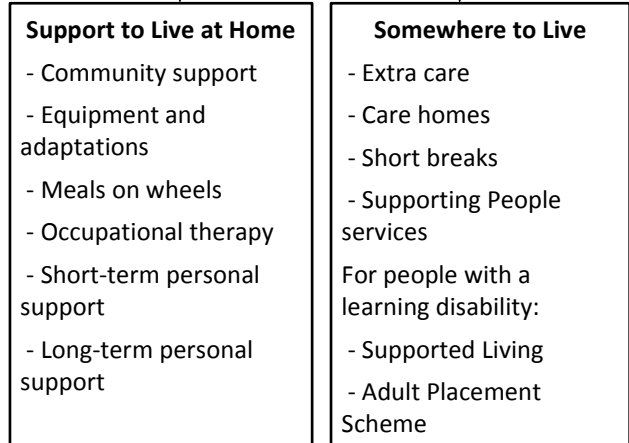 Support to Live at Home
- Community support
- Equipment and
adaptations
- Meals on wheels
- Occupational therapy
- Short-term personal
support
- Long-term personal
support
Somewhere to Live
- Extra care
- Care homes
- Short breaks
- Supporting People
services
For people with a
learning disability:
- Supported Living
- Adult Placement
Scheme